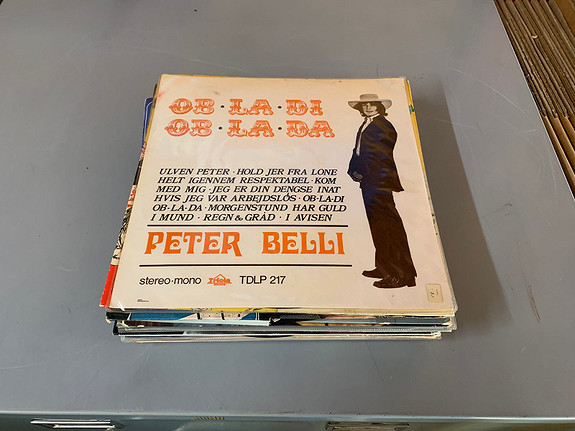 OB·LA·DI
OB·LA·DA
ULVEN PETER · HOLD JER FRA LONE
HELT IGENNEM RESPEKTABEL · KOM
MED MIG · JEG ER DIN DENGSE INAT
HVIS JEG VAR ARBEJDSLØS · OB-LA-DI
OB-LA-DA · MORGENSTUND HAR GULD
I MUND · REGN & GRÅD · I AVISEN
PETER BELLI
stereo·mono Triola TDLP 217